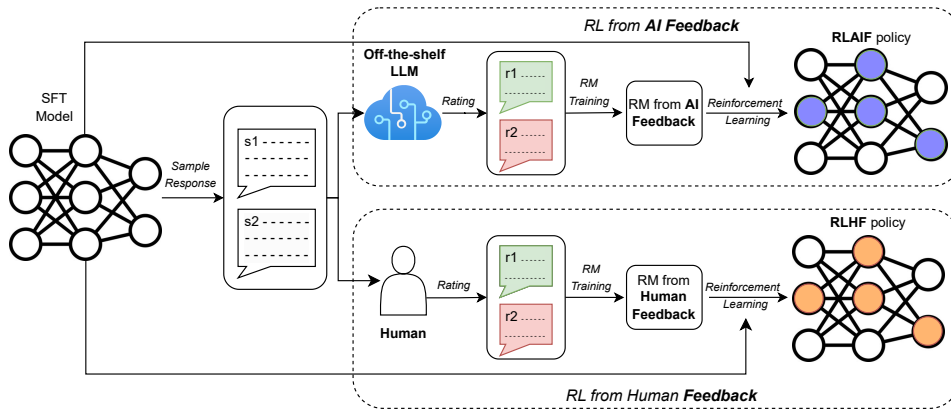 RL from AI Feedback
SFT
Model
Sample
Response
s1
s2
Off-the-shelf
LLM
Rating
r1
r2
RM
Training
RM from AI
Feedback
Reinforcement
Learning
RLAIF policy
Human
Rating
r1
r2
RM
Training
RM from
Human
Feedback
Reinforcement
Learning
RLHF policy
RL from Human Feedback